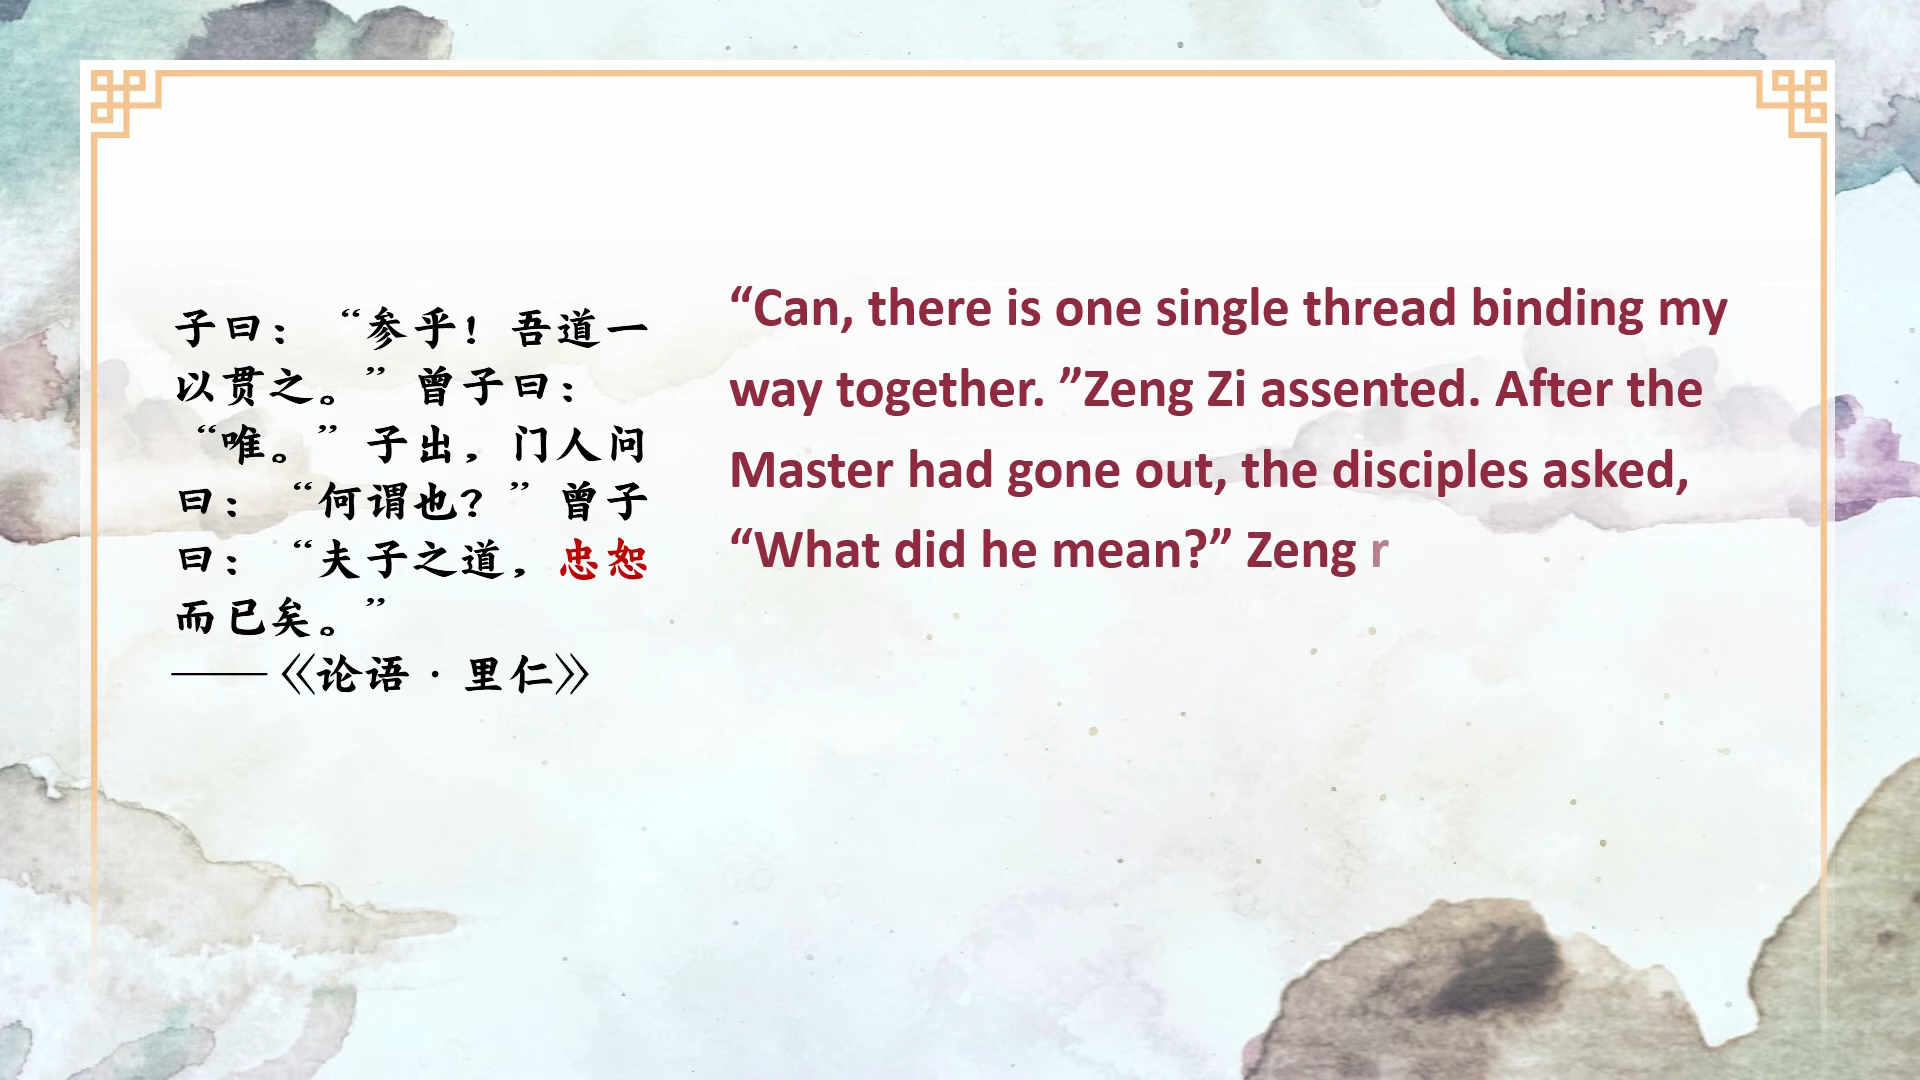 子曰：“参乎！吾道一
以贯之。”曾子曰：
“唯。”子出，门人问
曰：“何谓也？”曾子
曰：“夫子之道，忠恕
而已矣。”
——《论语·里仁》
“Can, there is one single thread binding my
way together. ”Zeng Zi assented. After the
Master had gone out, the disciples asked,
“What did he mean?” Zeng r